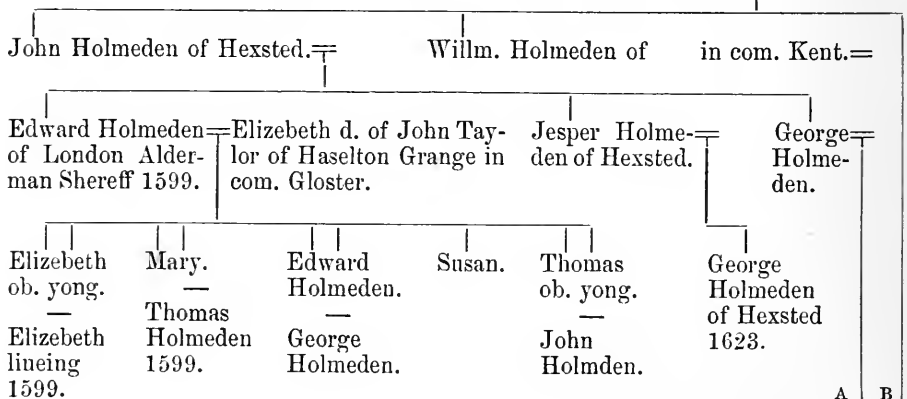 John Holmeden of Hexsted.
Willm. Holmeden of in com. Kent.
Edward Holmeden
of London Alder-
man Shereff 1599.
Elizebeth d. of John Tay-
lor of Haselton Grange in
com. Gloster.
Jesper Holme-
den of Hexsted.
George
Holme-
den.
Elizebeth
ob. yong.
—
Elizebeth
liueing
1599.
Mary.
—
Thomas
Holmeden
1599.
Edward
Holmeden.
—
George
Holmeden.
Susan.
Thomas
ob. yong.
—
John
Holmden.
George
Holmeden
of Hexsted
1623.
A B